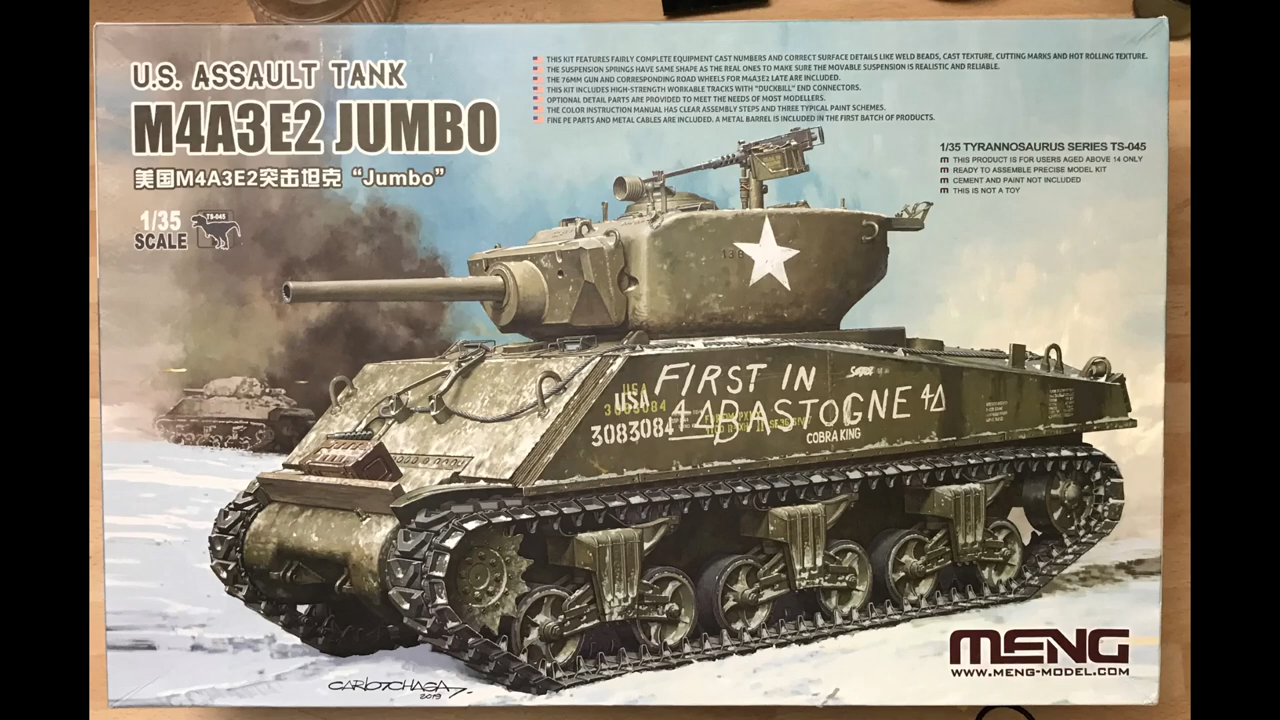 U.S. ASSAULT TANK
M4A3E2 JUMBO
美国M4A3E2突击坦克 “Jumbo”
1/35
SCALE
TS-045
THIS KIT FEATURES FAIRLY COMPLETE EQUIPMENT CAST NUMBERS AND CORRECT SURFACE DETAILS LIKE WELD BEADS, CAST TEXTURE, CUTTING MARKS AND HOT ROLLING TEXTURE.
THE SUSPENSION SPRINGS HAVE SAME SHAPE AS THE REAL ONES TO MAKE SURE THE MOVABLE SUSPENSION IS REALISTIC AND RELIABLE.
THE 76MM GUN AND CORRESPONDING ROAD WHEELS FOR M4A3E2 LATE ARE INCLUDED.
THIS KIT INCLUDES HIGH-STRENGTH WORKABLE TRACKS WITH "DUCKBILL" END CONNECTORS.
OPTIONAL DETAIL PARTS ARE PROVIDED TO MEET THE NEEDS OF MOST MODELLERS.
THE COLOR INSTRUCTION MANUAL HAS CLEAR ASSEMBLY STEPS AND THREE TYPICAL PAINT SCHEMES.
FINE PE PARTS AND METAL CABLES ARE INCLUDED. A METAL BARREL IS INCLUDED IN THE FIRST BATCH OF PRODUCTS.
1/35 TYRANNOSAURUS SERIES TS-045
THIS PRODUCT IS FOR USERS AGED ABOVE 14 ONLY
READY TO ASSEMBLE PRECISE MODEL KIT
CEMENT AND PAINT NOT INCLUDED
THIS IS NOT A TOY
138
FIRST IN
USA
USA
3083084
3083084
4Δ BASTOGNE 4Δ
COBRA KING
MENG
WWW.MENG-MODEL.COM
2019